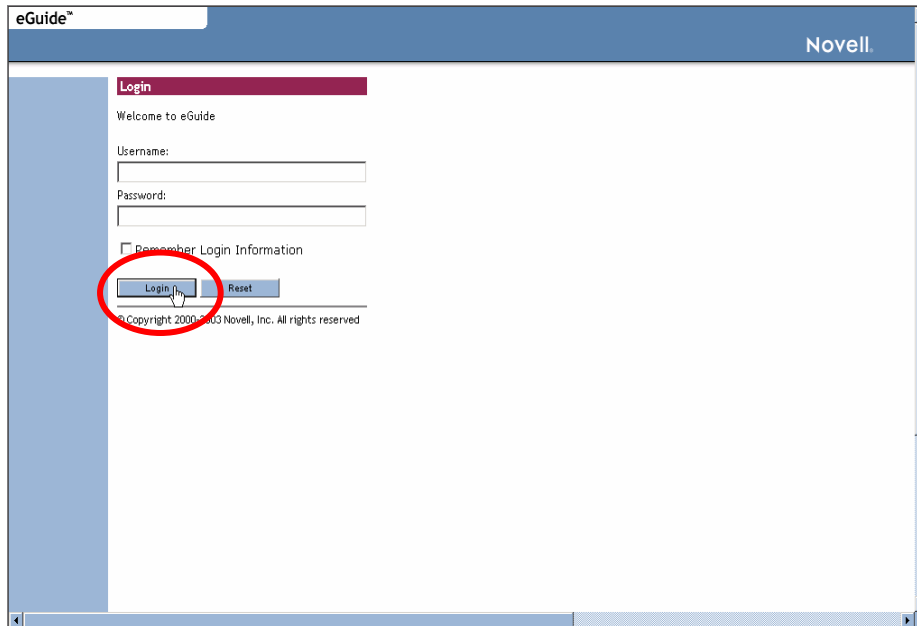 eGuide™
Novell.
Login
Welcome to eGuide
Username:
Password:
Remember Login Information
Login Reset
© Copyright 2000-2003 Novell, Inc. All rights reserved